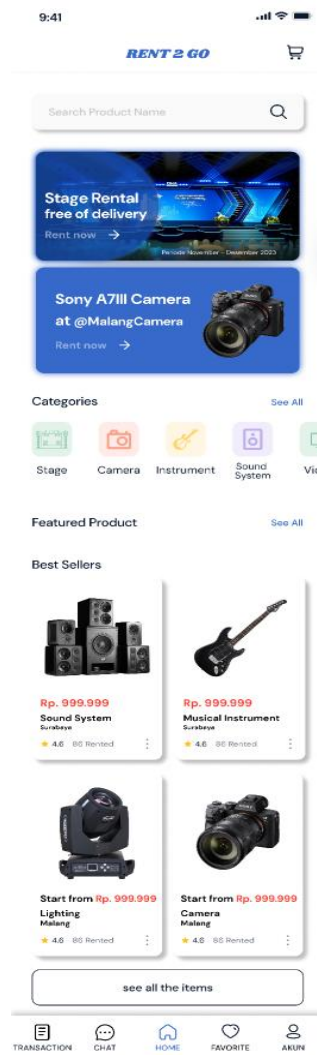 9:41
RENT 2 GO
Search Product Name
Stage Rental
free of delivery
Rent now →
Periode November - Desember 2023
Sony A7III Camera
at @MalangCamera
Rent now →
Categories See All
Stage Camera Instrument Sound System
Featured Product See All
Best Sellers
Rp. 999.999
Sound System
Surabaya
4.6 86 Rented
Rp. 999.999
Musical Instrument
Surabaya
4.6 86 Rented
Start from Rp. 999.999
Lighting
Malang
4.6 86 Rented
Start from Rp. 999.999
Camera
Malang
4.6 86 Rented
see all the items
TRANSACTION CHAT HOME FAVORITE AKUN